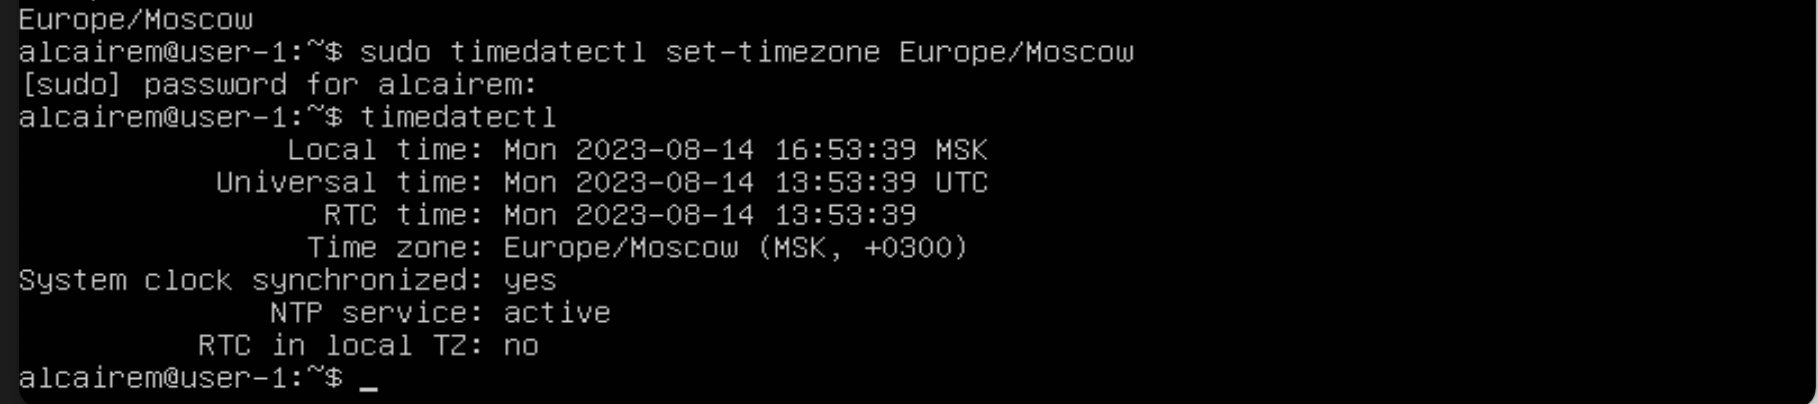 Europe/Moscow
alcairem@user-1:~$ sudo timedatectl set-timezone Europe/Moscow
[sudo] password for alcairem:
alcairem@user-1:~$ timedatectl
Local time: Mon 2023-08-14 16:53:39 MSK
Universal time: Mon 2023-08-14 13:53:39 UTC
RTC time: Mon 2023-08-14 13:53:39
Time zone: Europe/Moscow (MSK, +0300)
System clock synchronized: yes
NTP service: active
RTC in local TZ: no
alcairem@user-1:~$ _